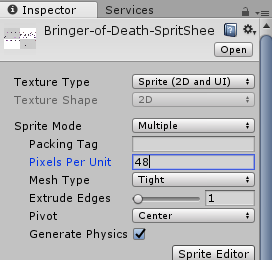 Inspector Services
Bringer-of-Death-SpritShee
Open
Texture Type Sprite (2D and UI)
Texture Shape 2D
Sprite Mode Multiple
Packing Tag
Pixels Per Unit 48
Mesh Type Tight
Extrude Edges 1
Pivot Center
Generate Physics
Sprite Editor